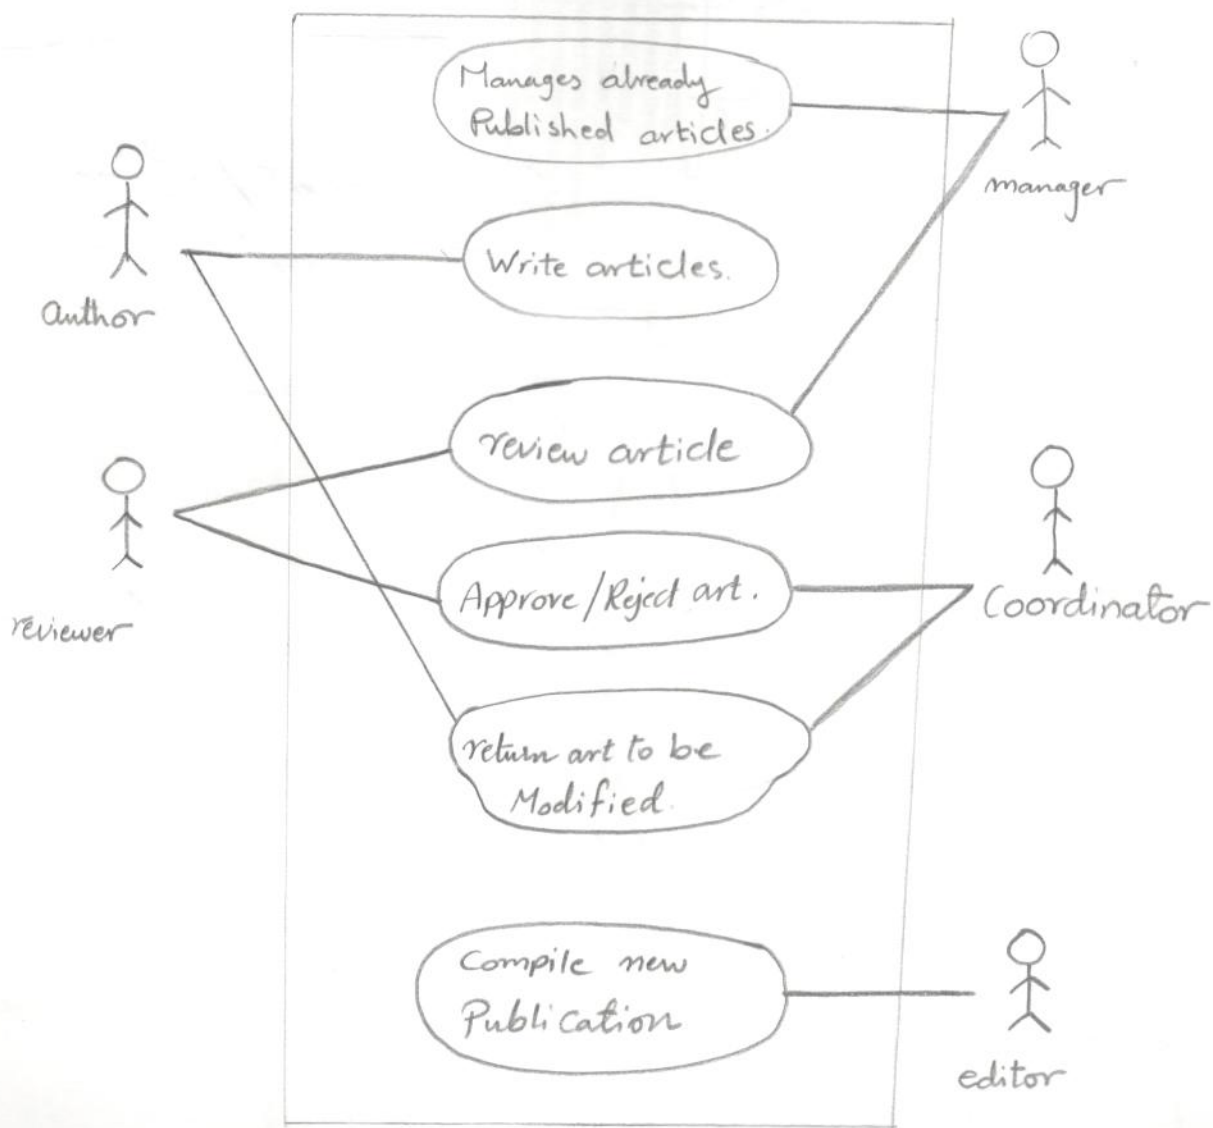 Manages already
Published articles.
manager
Write articles.
author
review article
reviewer
Approve/Reject art.
Coordinator
return art to be
Modified.
Compile new
Publication
editor